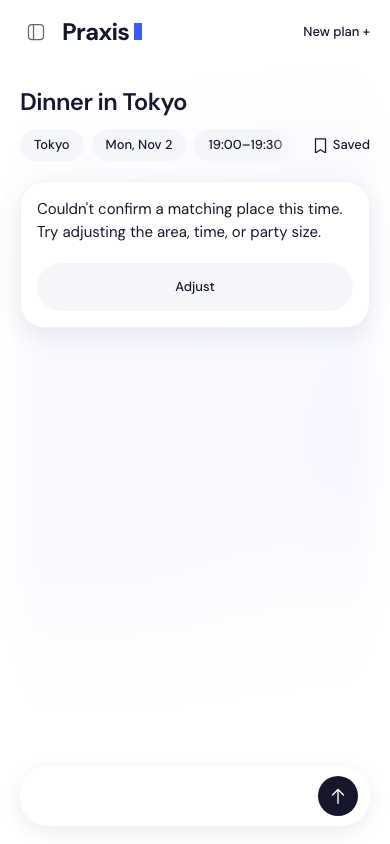 Praxis
New plan +
Dinner in Tokyo
Tokyo
Mon, Nov 2
19:00–19:30
Saved
Couldn't confirm a matching place this time.
Try adjusting the area, time, or party size.
Adjust